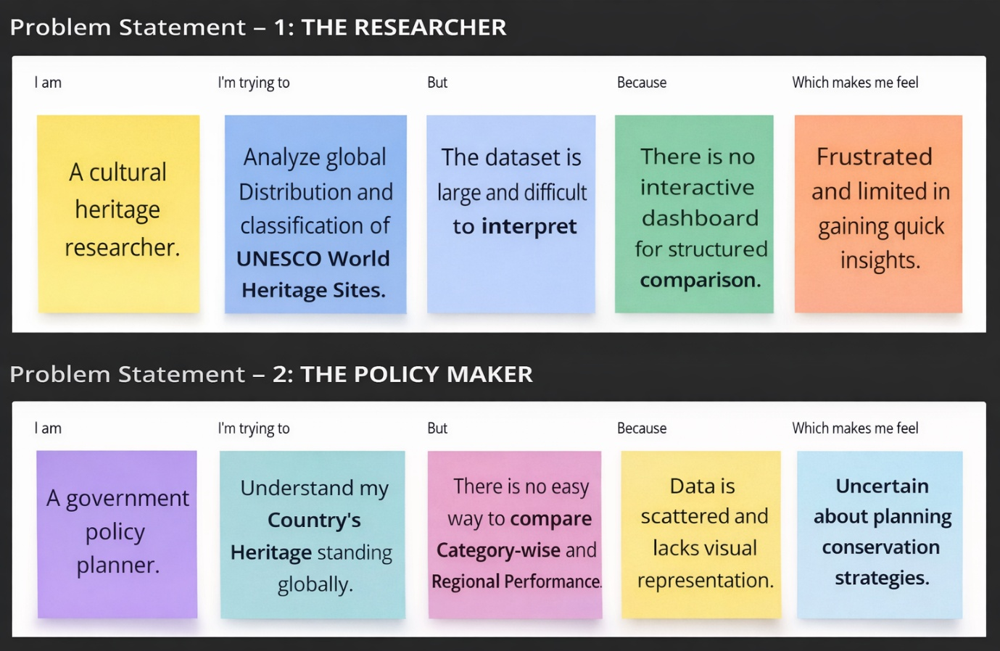 Problem Statement – 1: THE RESEARCHER
I am
I'm trying to
But
Because
Which makes me feel
A cultural
heritage
researcher.
Analyze global
Distribution and
classification of
UNESCO World
Heritage Sites.
The dataset is
large and difficult
to interpret
There is no
interactive
dashboard
for structured
comparison.
Frustrated
and limited in
gaining quick
insights.
Problem Statement – 2: THE POLICY MAKER
I am
I'm trying to
But
Because
Which makes me feel
A government
policy
planner.
Understand my
Country's
Heritage standing
globally.
There is no easy
way to compare
Category-wise and
Regional Performance.
Data is
scattered and
lacks visual
representation.
Uncertain
about planning
conservation
strategies.